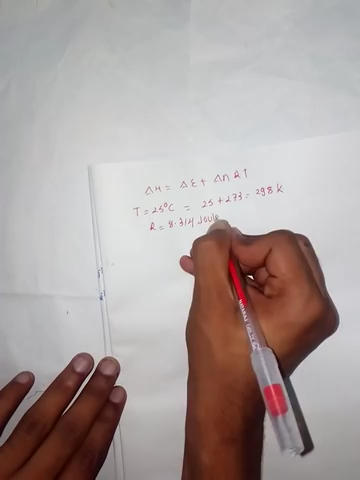 ΔH = ΔE + Δn RT
T = 25°C = 25 + 273 = 298 k
R = 8.314 Joule